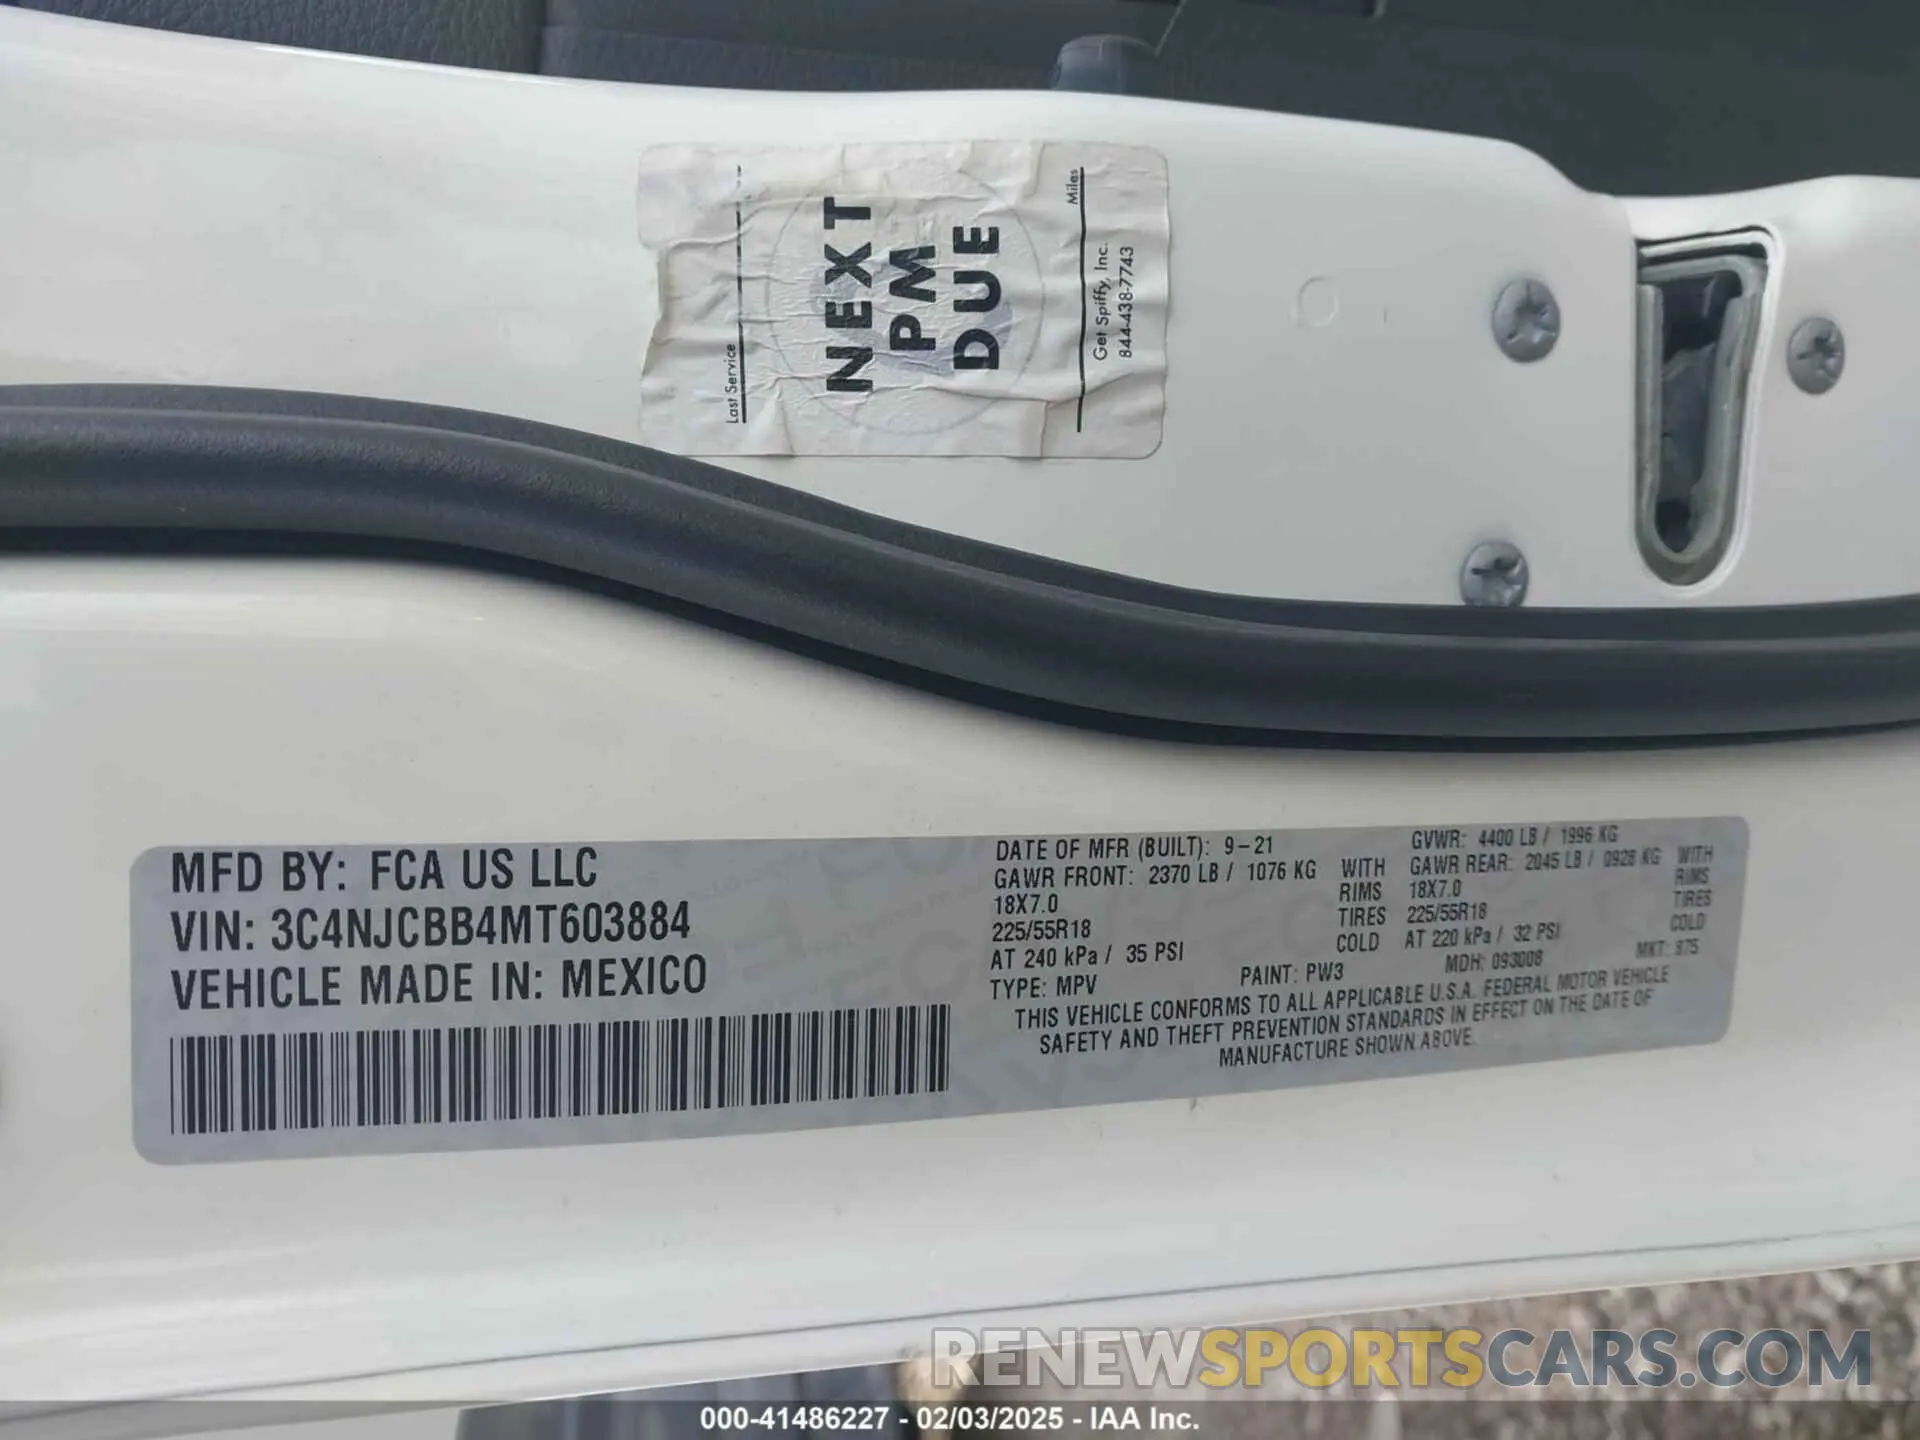 Last Service
NEXT
PM
DUE
Miles
Get Spiffy, Inc.
844-438-7743
MFD BY: FCA US LLC
VIN: 3C4NJCBB4MT603884
VEHICLE MADE IN: MEXICO
DATE OF MFR (BUILT): 9-21 GVWR: 4400 LB / 1996 KG
GAWR FRONT: 2370 LB / 1076 KG WITH GAWR REAR: 2045 LB / 0928 KG WITH
18X7.0 RIMS 18X7.0 RIMS
225/55R18 TIRES 225/55R18 TIRES
AT 240 kPa / 35 PSI COLD AT 220 kPa / 32 PSI COLD
TYPE: MPV PAINT: PW3 MDH: 093008 MKT: 875
THIS VEHICLE CONFORMS TO ALL APPLICABLE U.S.A. FEDERAL MOTOR VEHICLE
SAFETY AND THEFT PREVENTION STANDARDS IN EFFECT ON THE DATE OF
MANUFACTURE SHOWN ABOVE.
RENEWSPORTSCARS.COM
000-41486227 - 02/03/2025 - IAA Inc.